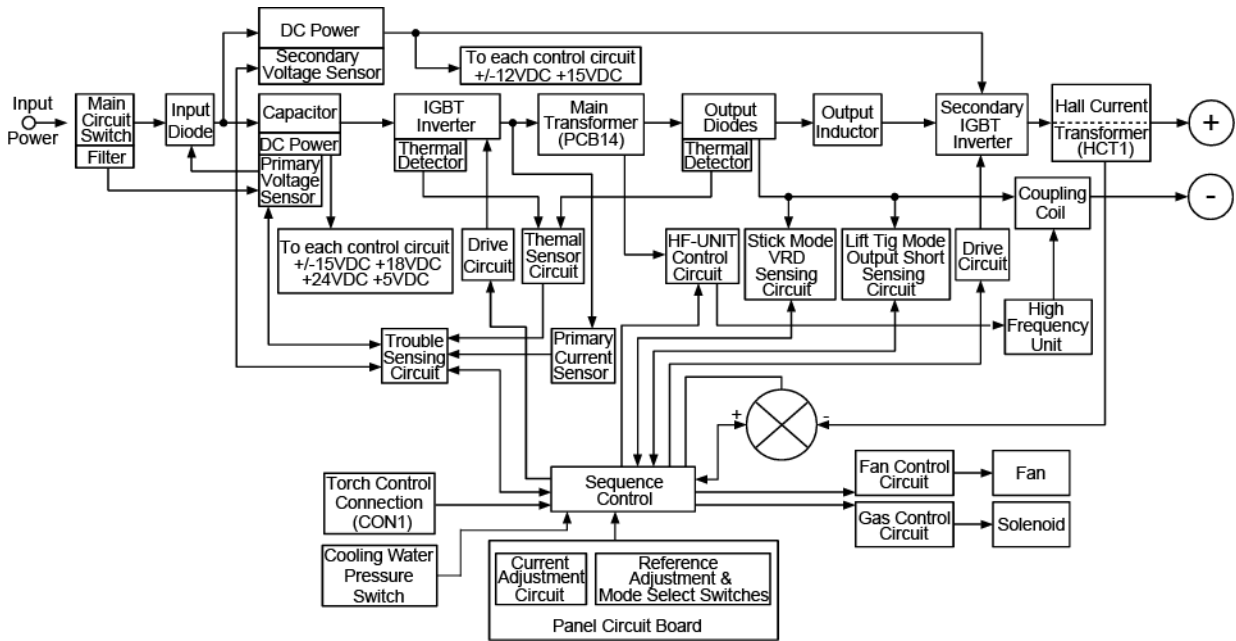 DC Power
Secondary
Voltage Sensor
To each control circuit
+/-12VDC +15VDC
Input
Power
Main
Circuit
Switch
Filter
Input
Diode
Capacitor
DC Power
Primary
Voltage
Sensor
IGBT
Inverter
Thermal
Detector
Main
Transformer
(PCB14)
Output
Diodes
Thermal
Detector
Output
Inductor
Secondary
IGBT
Inverter
Hall Current
Transformer
(HCT1)
+
-
Coupling
Coil
To each control circuit
+/-15VDC +18VDC
+24VDC +5VDC
Drive
Circuit
Themal
Sensor
Circuit
HF-UNIT
Control
Circuit
Stick Mode
VRD
Sensing
Circuit
Lift Tig Mode
Output Short
Sensing
Circuit
Drive
Circuit
High
Frequency
Unit
Trouble
Sensing
Circuit
Primary
Current
Sensor
+
-
Torch Control
Connection
(CON1)
Sequence
Control
Fan Control
Circuit
Fan
Gas Control
Circuit
Solenoid
Cooling Water
Pressure
Switch
Current
Adjustment
Circuit
Reference
Adjustment &
Mode Select Switches
Panel Circuit Board